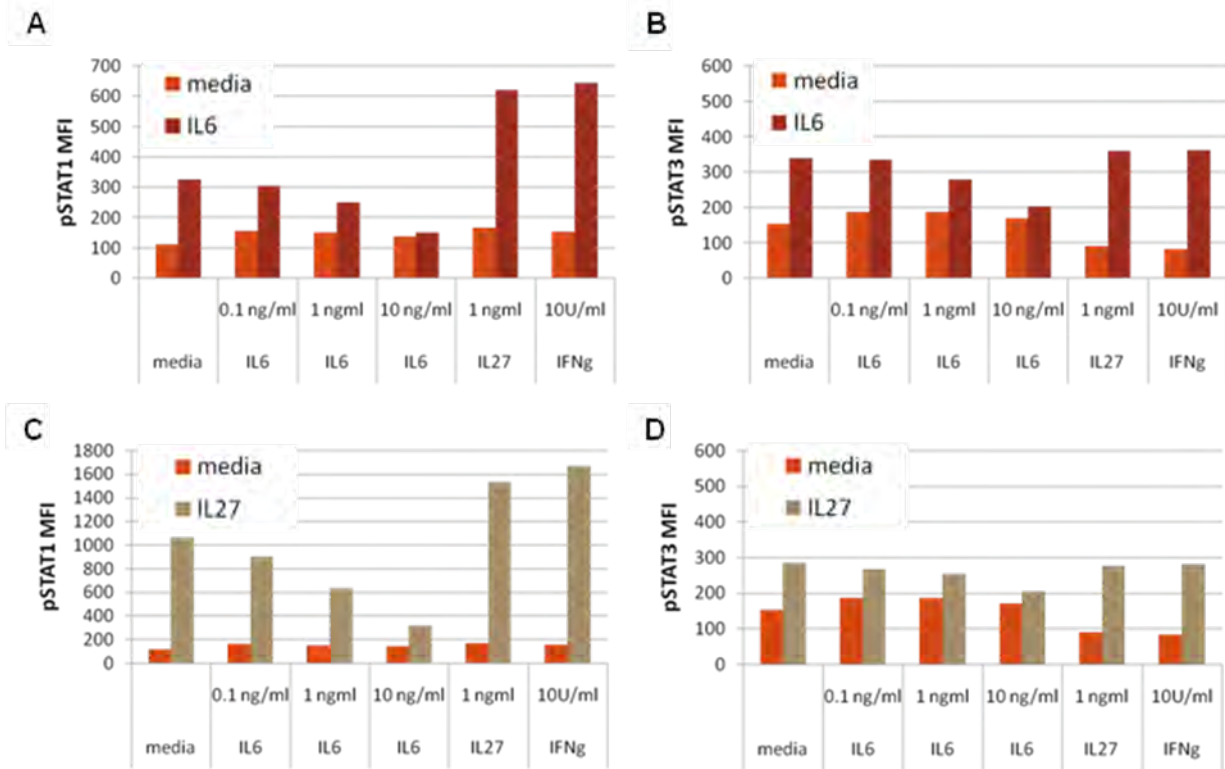 A
pSTAT1 MFI
700
600
500
400
300
200
100
0
media
IL6
0.1 ng/ml 1 ngml 10 ng/ml 1 ngml 10U/ml
media IL6 IL6 IL6 IL27 IFNg
B
pSTAT3 MFI
600
500
400
300
200
100
0
media
IL6
0.1 ng/ml 1 ngml 10 ng/ml 1 ngml 10U/ml
media IL6 IL6 IL6 IL27 IFNg
C
pSTAT1 MFI
1800
1600
1400
1200
1000
800
600
400
200
0
media
IL27
0.1 ng/ml 1 ngml 10 ng/ml 1 ngml 10U/ml
media IL6 IL6 IL6 IL27 IFNg
D
pSTAT3 MFI
600
500
400
300
200
100
0
media
IL27
0.1 ng/ml 1 ngml 10 ng/ml 1 ngml 10U/ml
media IL6 IL6 IL6 IL27 IFNg